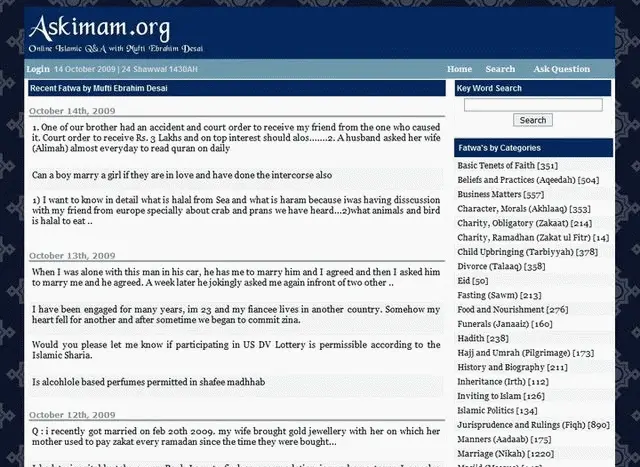 Askimam.org
Online Islamic Q&A with Mufti Ebrahim Desai
Login 14 October 2009 | 24 Shawwal 1430AH
Home Search Ask Question
Recent Fatwa by Mufti Ebrahim Desai
October 14th, 2009
1. One of our brother had an accident and court order to receive my friend from the one who caused
it. Court order to receive Rs. 3 Lakhs and on top interest should alos.......2. A husband asked her wife
(Alimah) almost everyday to read quran on daily
Can a boy marry a girl if they are in love and have done the intercorse also
1) I want to know in detail what is halal from Sea and what is haram because iwas having disscusion
with my friend from europe specially about crab and prans we have heard...2)what animals and bird
is halal to eat ..
October 13th, 2009
When I was alone with this man in his car, he has me to marry him and I agreed and then I asked him
to marry me and he agreed. A week later he jokingly asked me again infront of two other ..
I have been engaged for many years, im 23 and my fiancee lives in another country. Somehow my
heart fell for another and after sometime we began to commit zina.
Would you please let me know if participating in US DV Lottery is permissible according to the
Islamic Sharia.
Is alcohlole based perfumes permitted in shafee madhhab
October 12th, 2009
Q : i recently got married on feb 20th 2009. my wife brought gold jewellery with her on which her
mother used to pay zakat every ramadan since the time they were bought...
Key Word Search
Search
Fatwa's by Categories
Basic Tenets of Faith [351]
Beliefs and Practices (Aqeedah) [504]
Business Matters [557]
Character, Morals (Akhlaaq) [353]
Charity, Obligatory (Zakaat) [214]
Charity, Ramadhan (Zakat ul Fitr) [14]
Child Upbringing (Tarbiyyah) [378]
Divorce (Talaaq) [358]
Eid [50]
Fasting (Sawm) [213]
Food and Nourishment [276]
Funerals (Janaaiz) [160]
Hadith [238]
Hajj and Umrah (Pilgrimage) [173]
History and Biography [211]
Inheritance (Irth) [112]
Inviting to Islam [126]
Islamic Politics [134]
Jurisprudence and Rulings (Fiqh) [890]
Manners (Aadaab) [175]
Marriage (Nikah) [1220]